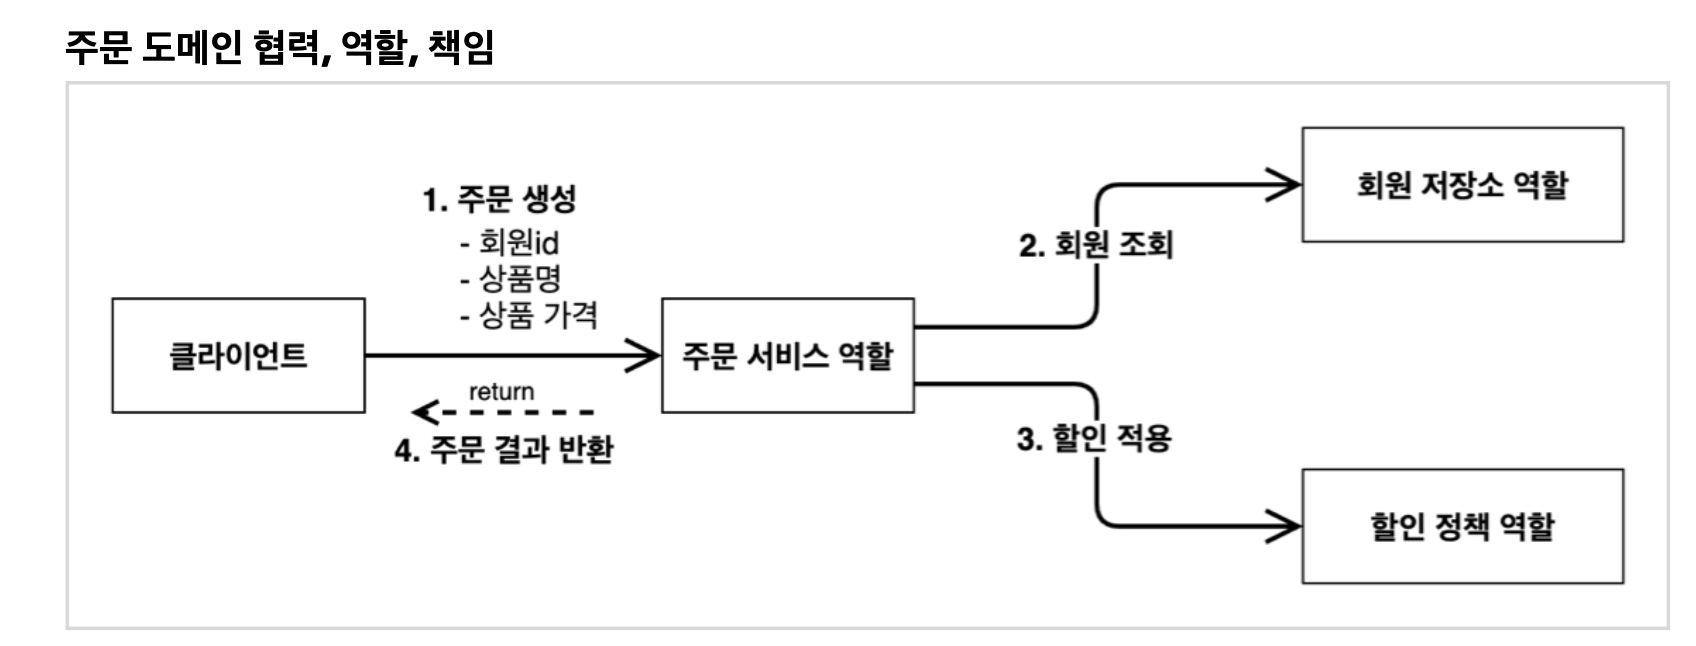 주문 도메인 협력, 역할, 책임
1. 주문 생성
- 회원id
- 상품명
- 상품 가격
클라이언트
return
4. 주문 결과 반환
주문 서비스 역할
2. 회원 조회
회원 저장소 역할
3. 할인 적용
할인 정책 역할